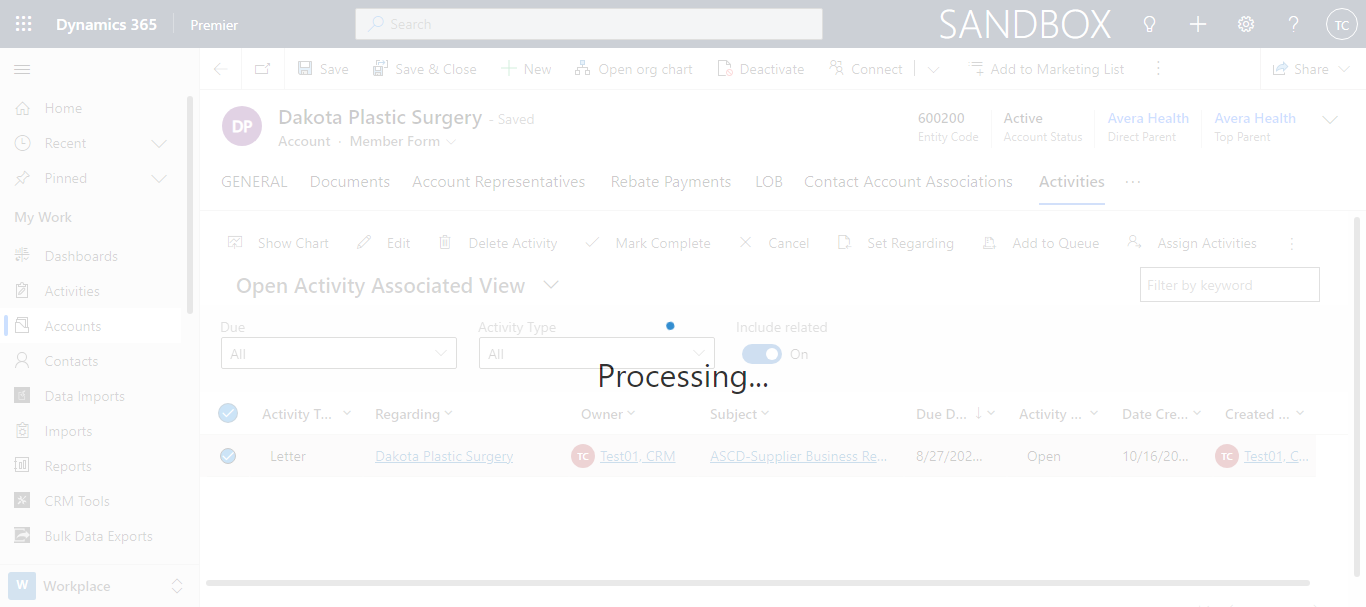 Dynamics 365 Premier Search SANDBOX ? TC
Save Save & Close New Open org chart Deactivate Connect Add to Marketing List Share
Home
Recent
Pinned
My Work
Dashboards
Activities
Accounts
Contacts
Data Imports
Imports
Reports
CRM Tools
Bulk Data Exports
W Workplace
DP Dakota Plastic Surgery - Saved
Account · Member Form
600200 Active Avera Health Avera Health
Entity Code Account Status Direct Parent Top Parent
GENERAL Documents Account Representatives Rebate Payments LOB Contact Account Associations Activities ...
Show Chart Edit Delete Activity Mark Complete Cancel Set Regarding Add to Queue Assign Activities
Open Activity Associated View Filter by keyword
Due Activity Type Include related
All All On
Processing...
Activity T... Regarding Owner Subject Due D... Activity ... Date Cre... Created ...
Letter Dakota Plastic Surgery TC Test01, CRM ASCD-Supplier Business Re... 8/27/202... Open 10/16/20... TC Test01, C...